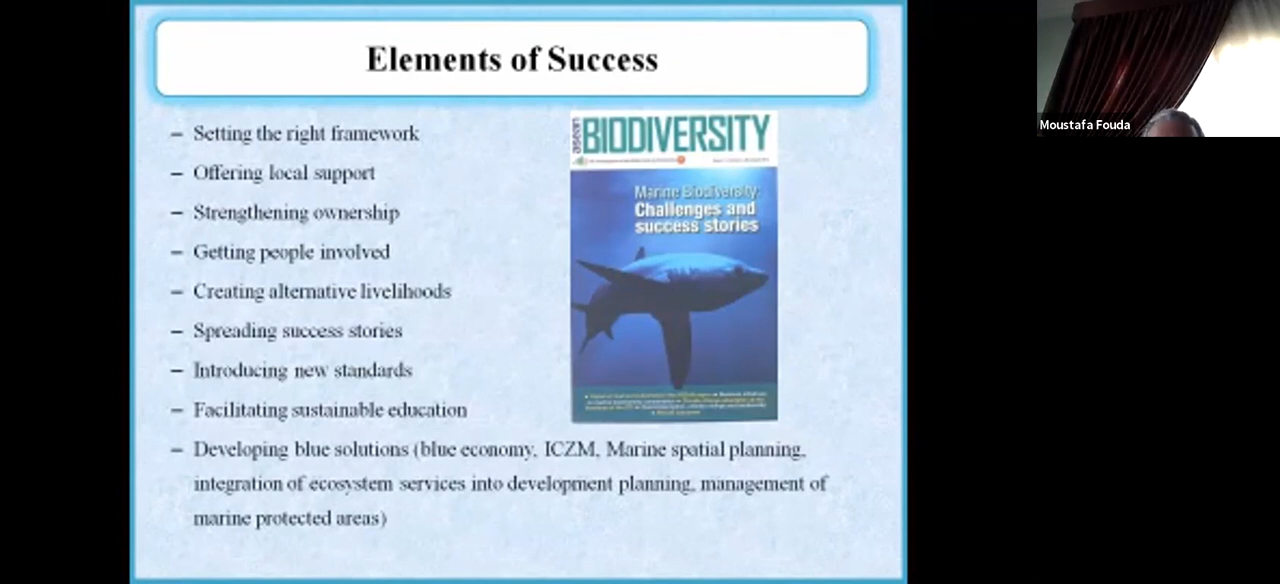 Elements of Success
– Setting the right framework
– Offering local support
– Strengthening ownership
– Getting people involved
– Creating alternative livelihoods
– Spreading success stories
– Introducing new standards
– Facilitating sustainable education
– Developing blue solutions (blue economy, ICZM, Marine spatial planning,
integration of ecosystem services into development planning, management of
marine protected areas)
asean
BIODIVERSITY
Marine Biodiversity:
Challenges and
success stories
Moustafa Fouda